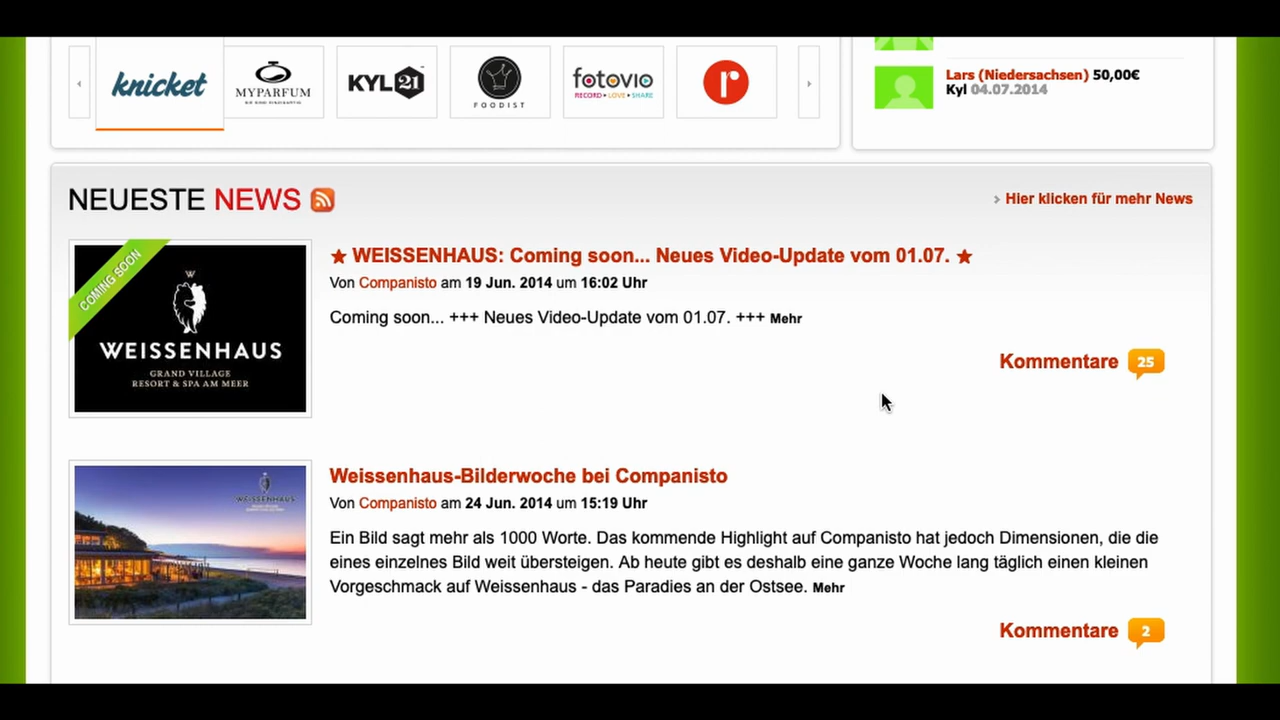 knicket
MYPARFUM
KYL 21
FOODIST
fotovio
RECORD • LOVE • SHARE
r
Lars (Niedersachsen) 50,00€
Kyl 04.07.2014
NEUESTE NEWS
Hier klicken für mehr News
COMING SOON
W
WEISSENHAUS
GRAND VILLAGE
RESORT & SPA AM MEER
★ WEISSENHAUS: Coming soon... Neues Video-Update vom 01.07. ★
Von Companisto am 19 Jun. 2014 um 16:02 Uhr
Coming soon... +++ Neues Video-Update vom 01.07. +++ Mehr
Kommentare 25
WEISSENHAUS
Weissenhaus-Bilderwoche bei Companisto
Von Companisto am 24 Jun. 2014 um 15:19 Uhr
Ein Bild sagt mehr als 1000 Worte. Das kommende Highlight auf Companisto hat jedoch Dimensionen, die die
eines einzelnes Bild weit übersteigen. Ab heute gibt es deshalb eine ganze Woche lang täglich einen kleinen
Vorgeschmack auf Weissenhaus - das Paradies an der Ostsee. Mehr
Kommentare 2